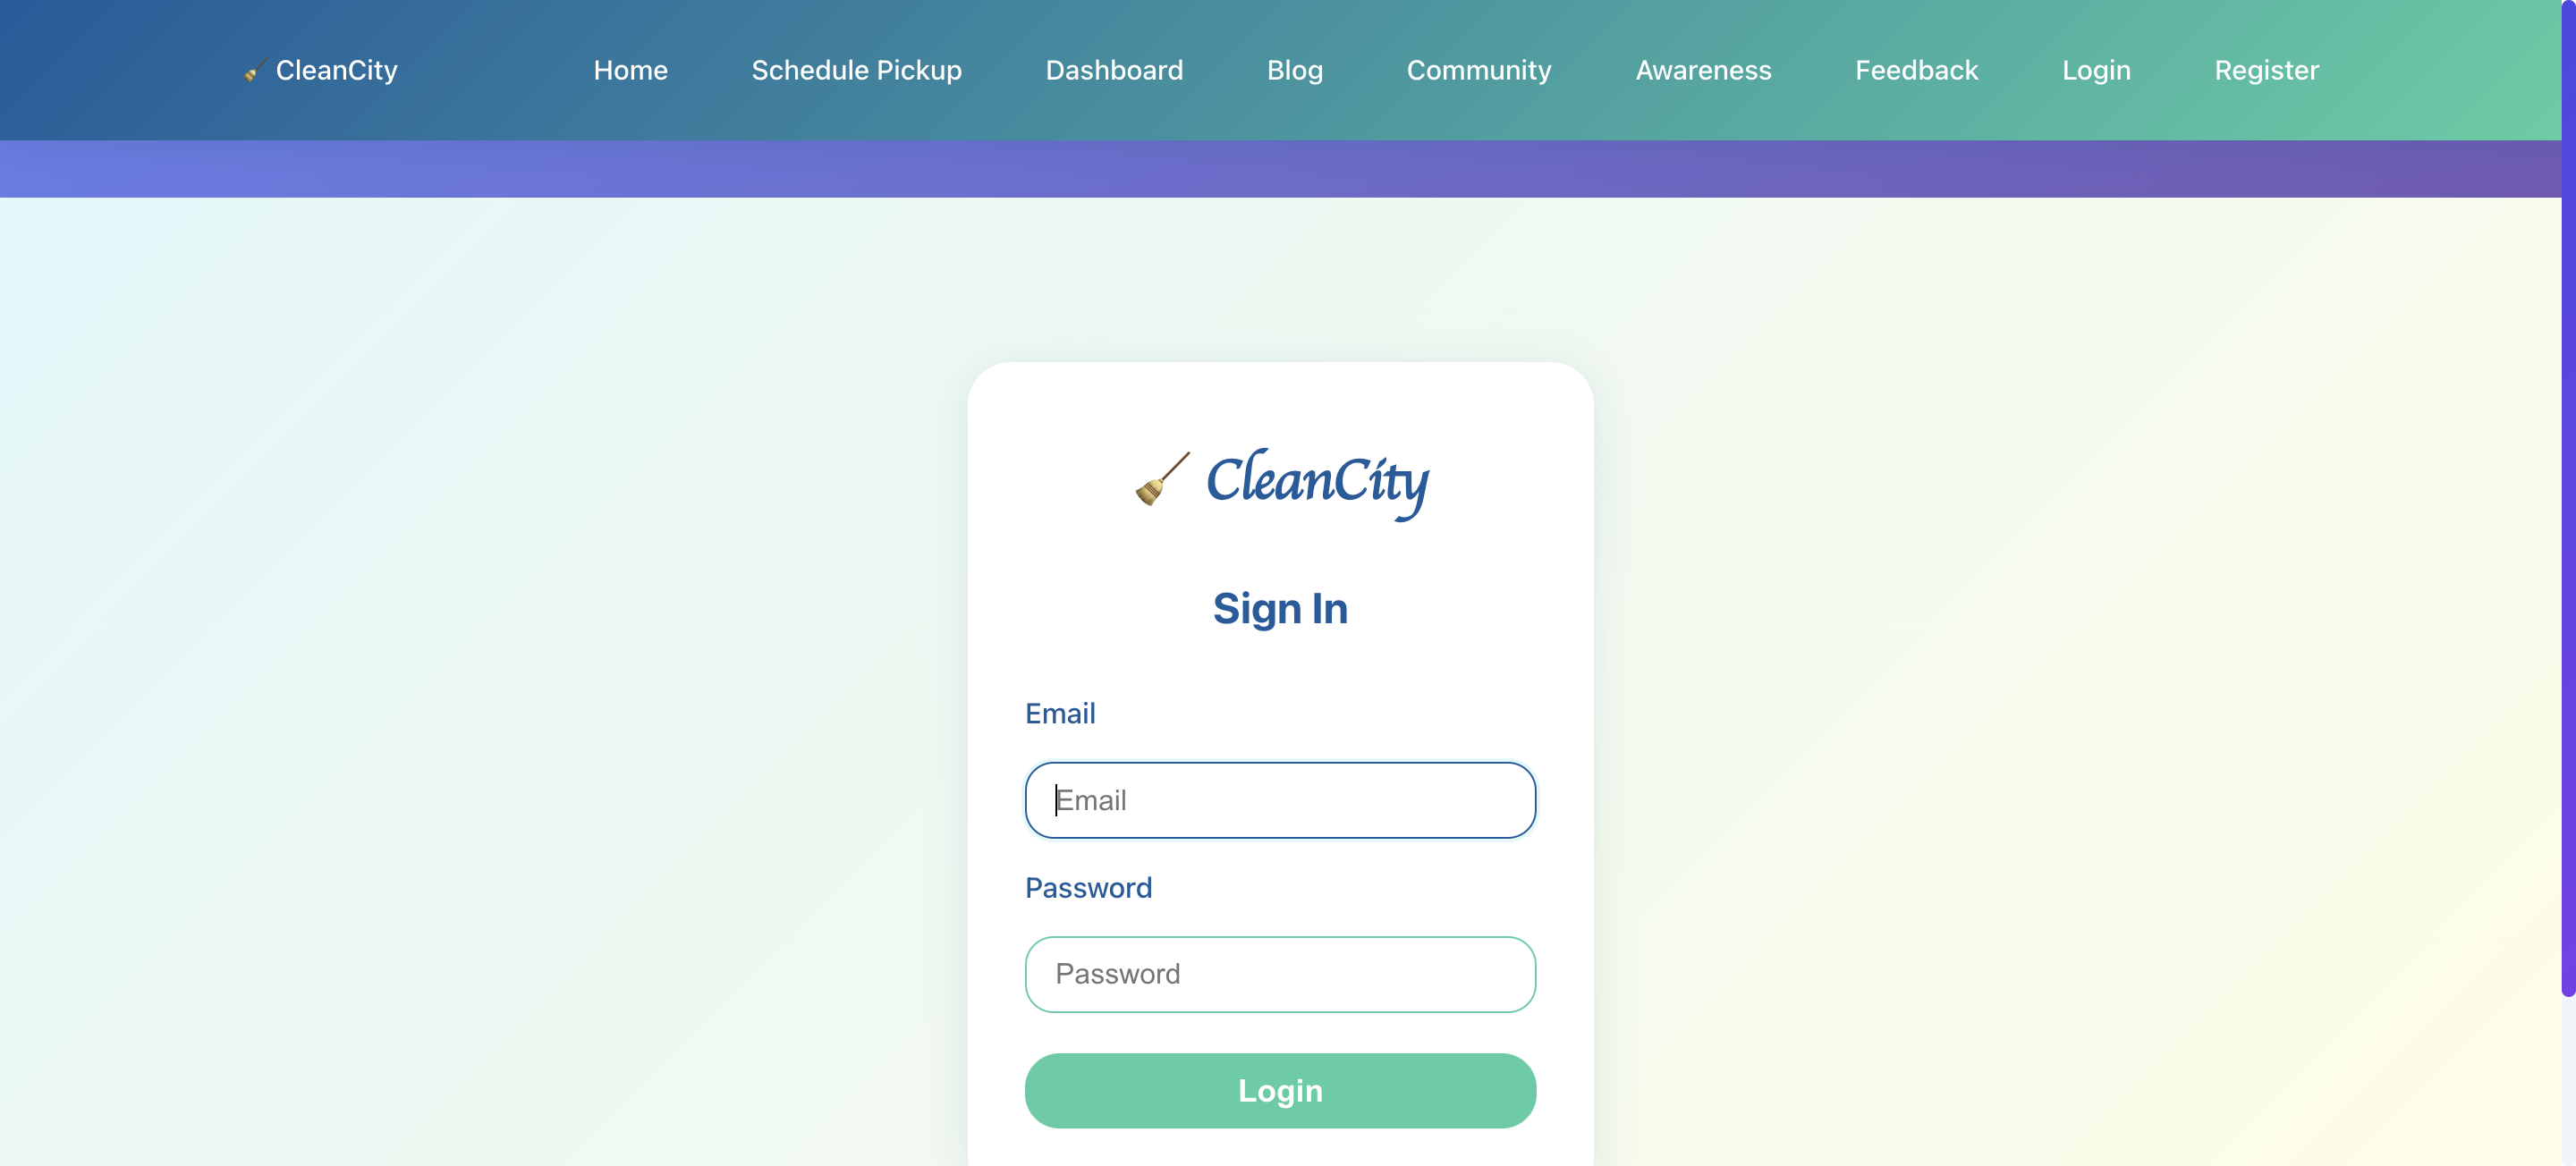 CleanCity Home Schedule Pickup Dashboard Blog Community Awareness Feedback Login Register
CleanCity
Sign In
Email
Email
Password
Password
Login